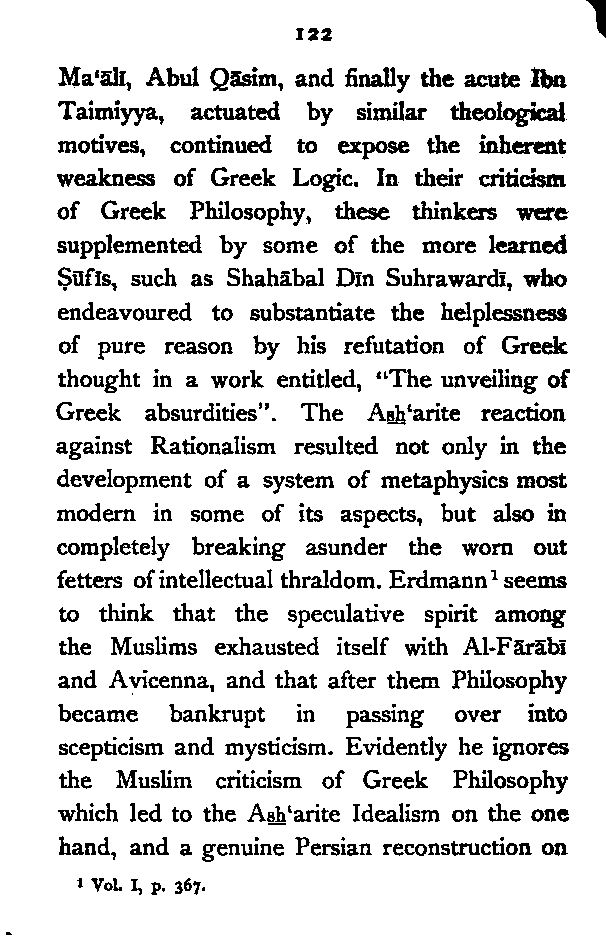 122
Ma‘ālī, Abul Qāsim, and finally the acute Ibn
Taimiyya, actuated by similar theological
motives, continued to expose the inherent
weakness of Greek Logic. In their criticism
of Greek Philosophy, these thinkers were
supplemented by some of the more learned
Ṣūfīs, such as Shahābal Dīn Suhrawardī, who
endeavoured to substantiate the helplessness
of pure reason by his refutation of Greek
thought in a work entitled, “The unveiling of
Greek absurdities”. The As̲h̲‘arite reaction
against Rationalism resulted not only in the
development of a system of metaphysics most
modern in some of its aspects, but also in
completely breaking asunder the worn out
fetters of intellectual thraldom. Erdmann¹ seems
to think that the speculative spirit among
the Muslims exhausted itself with Al-Fārābī
and Avicenna, and that after them Philosophy
became bankrupt in passing over into
scepticism and mysticism. Evidently he ignores
the Muslim criticism of Greek Philosophy
which led to the As̲h̲‘arite Idealism on the one
hand, and a genuine Persian reconstruction on
¹ Vol. I, p. 367.